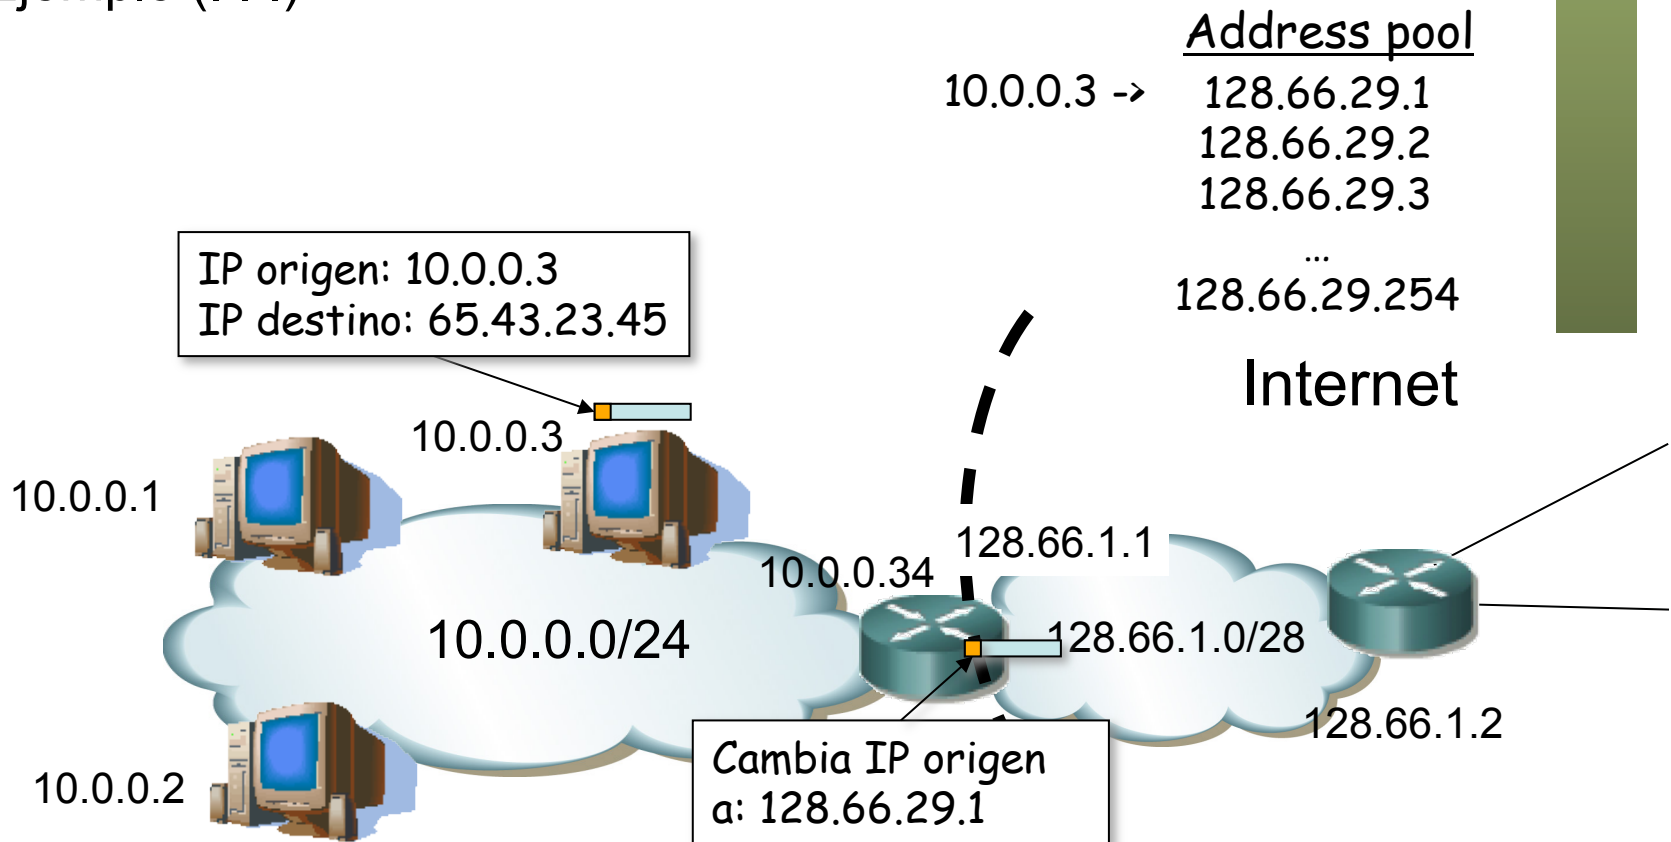 Address pool
10.0.0.3 -> 128.66.29.1
128.66.29.2
128.66.29.3
...
128.66.29.254
IP origen: 10.0.0.3
IP destino: 65.43.23.45
Internet
10.0.0.3
10.0.0.1
128.66.1.1
10.0.0.34
10.0.0.0/24
128.66.1.0/28
128.66.1.2
Cambia IP origen
a: 128.66.29.1
10.0.0.2